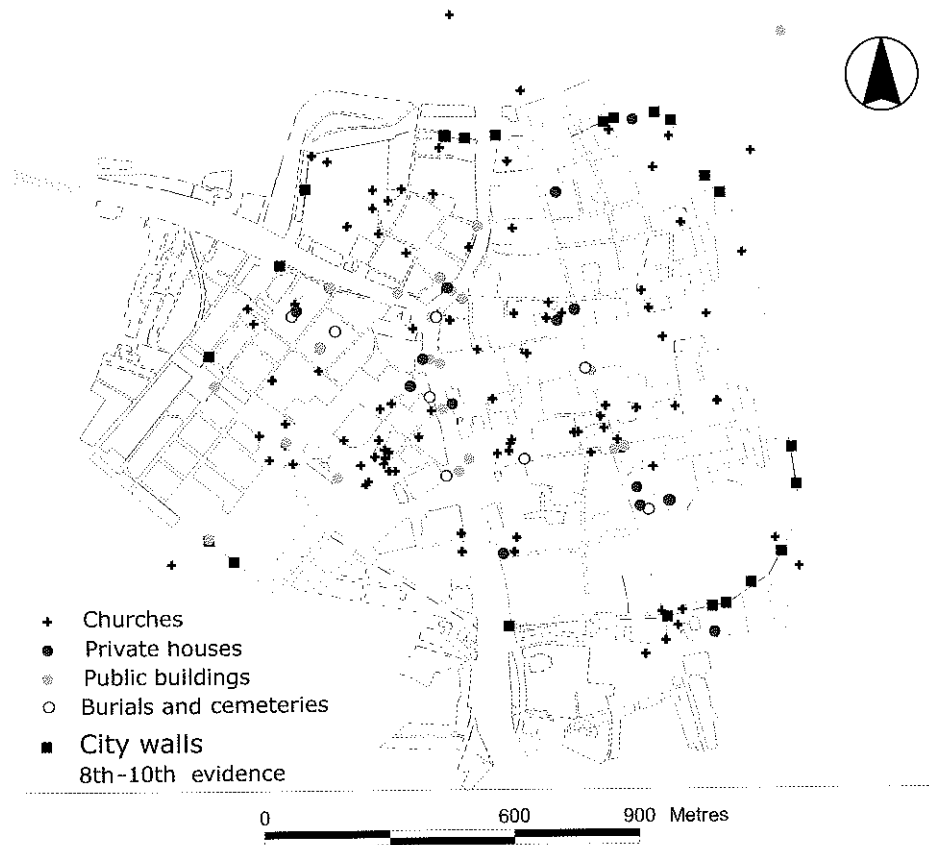 Churches
Private houses
Public buildings
Burials and cemeteries
City walls
8th-10th evidence
0 600 900 Metres